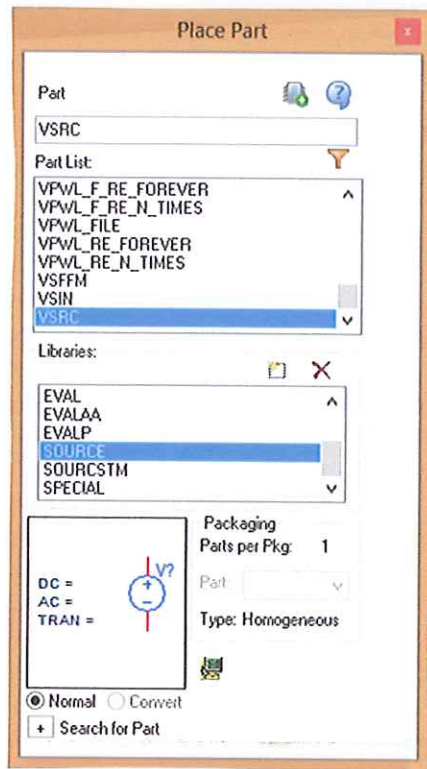 Place Part
x
Part
?
VSRC
Part List:
VPWL_F_RE_FOREVER
VPWL_F_RE_N_TIMES
VPWL_FILE
VPWL_RE_FOREVER
VPWL_RE_N_TIMES
VSFFM
VSIN
VSRC
Libraries:
EVAL
EVALAA
EVALP
SOURCE
SOURCSTM
SPECIAL
Packaging
Parts per Pkg: 1
Part:
Type: Homogeneous
V?
DC =
AC =
TRAN =
Normal Convert
+ Search for Part